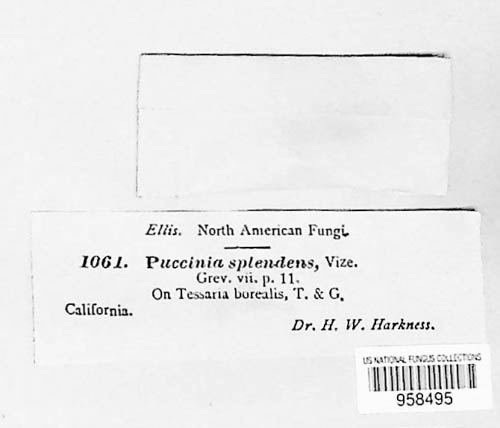 Ellis. North American Fungi.
1061. Puccinia splendens, Vize.
Grev. vii. p. 11.
On Tessaria borealis, T. & G.
California.
Dr. H. W. Harkness.
US NATIONAL FUNGUS COLLECTIONS
958495